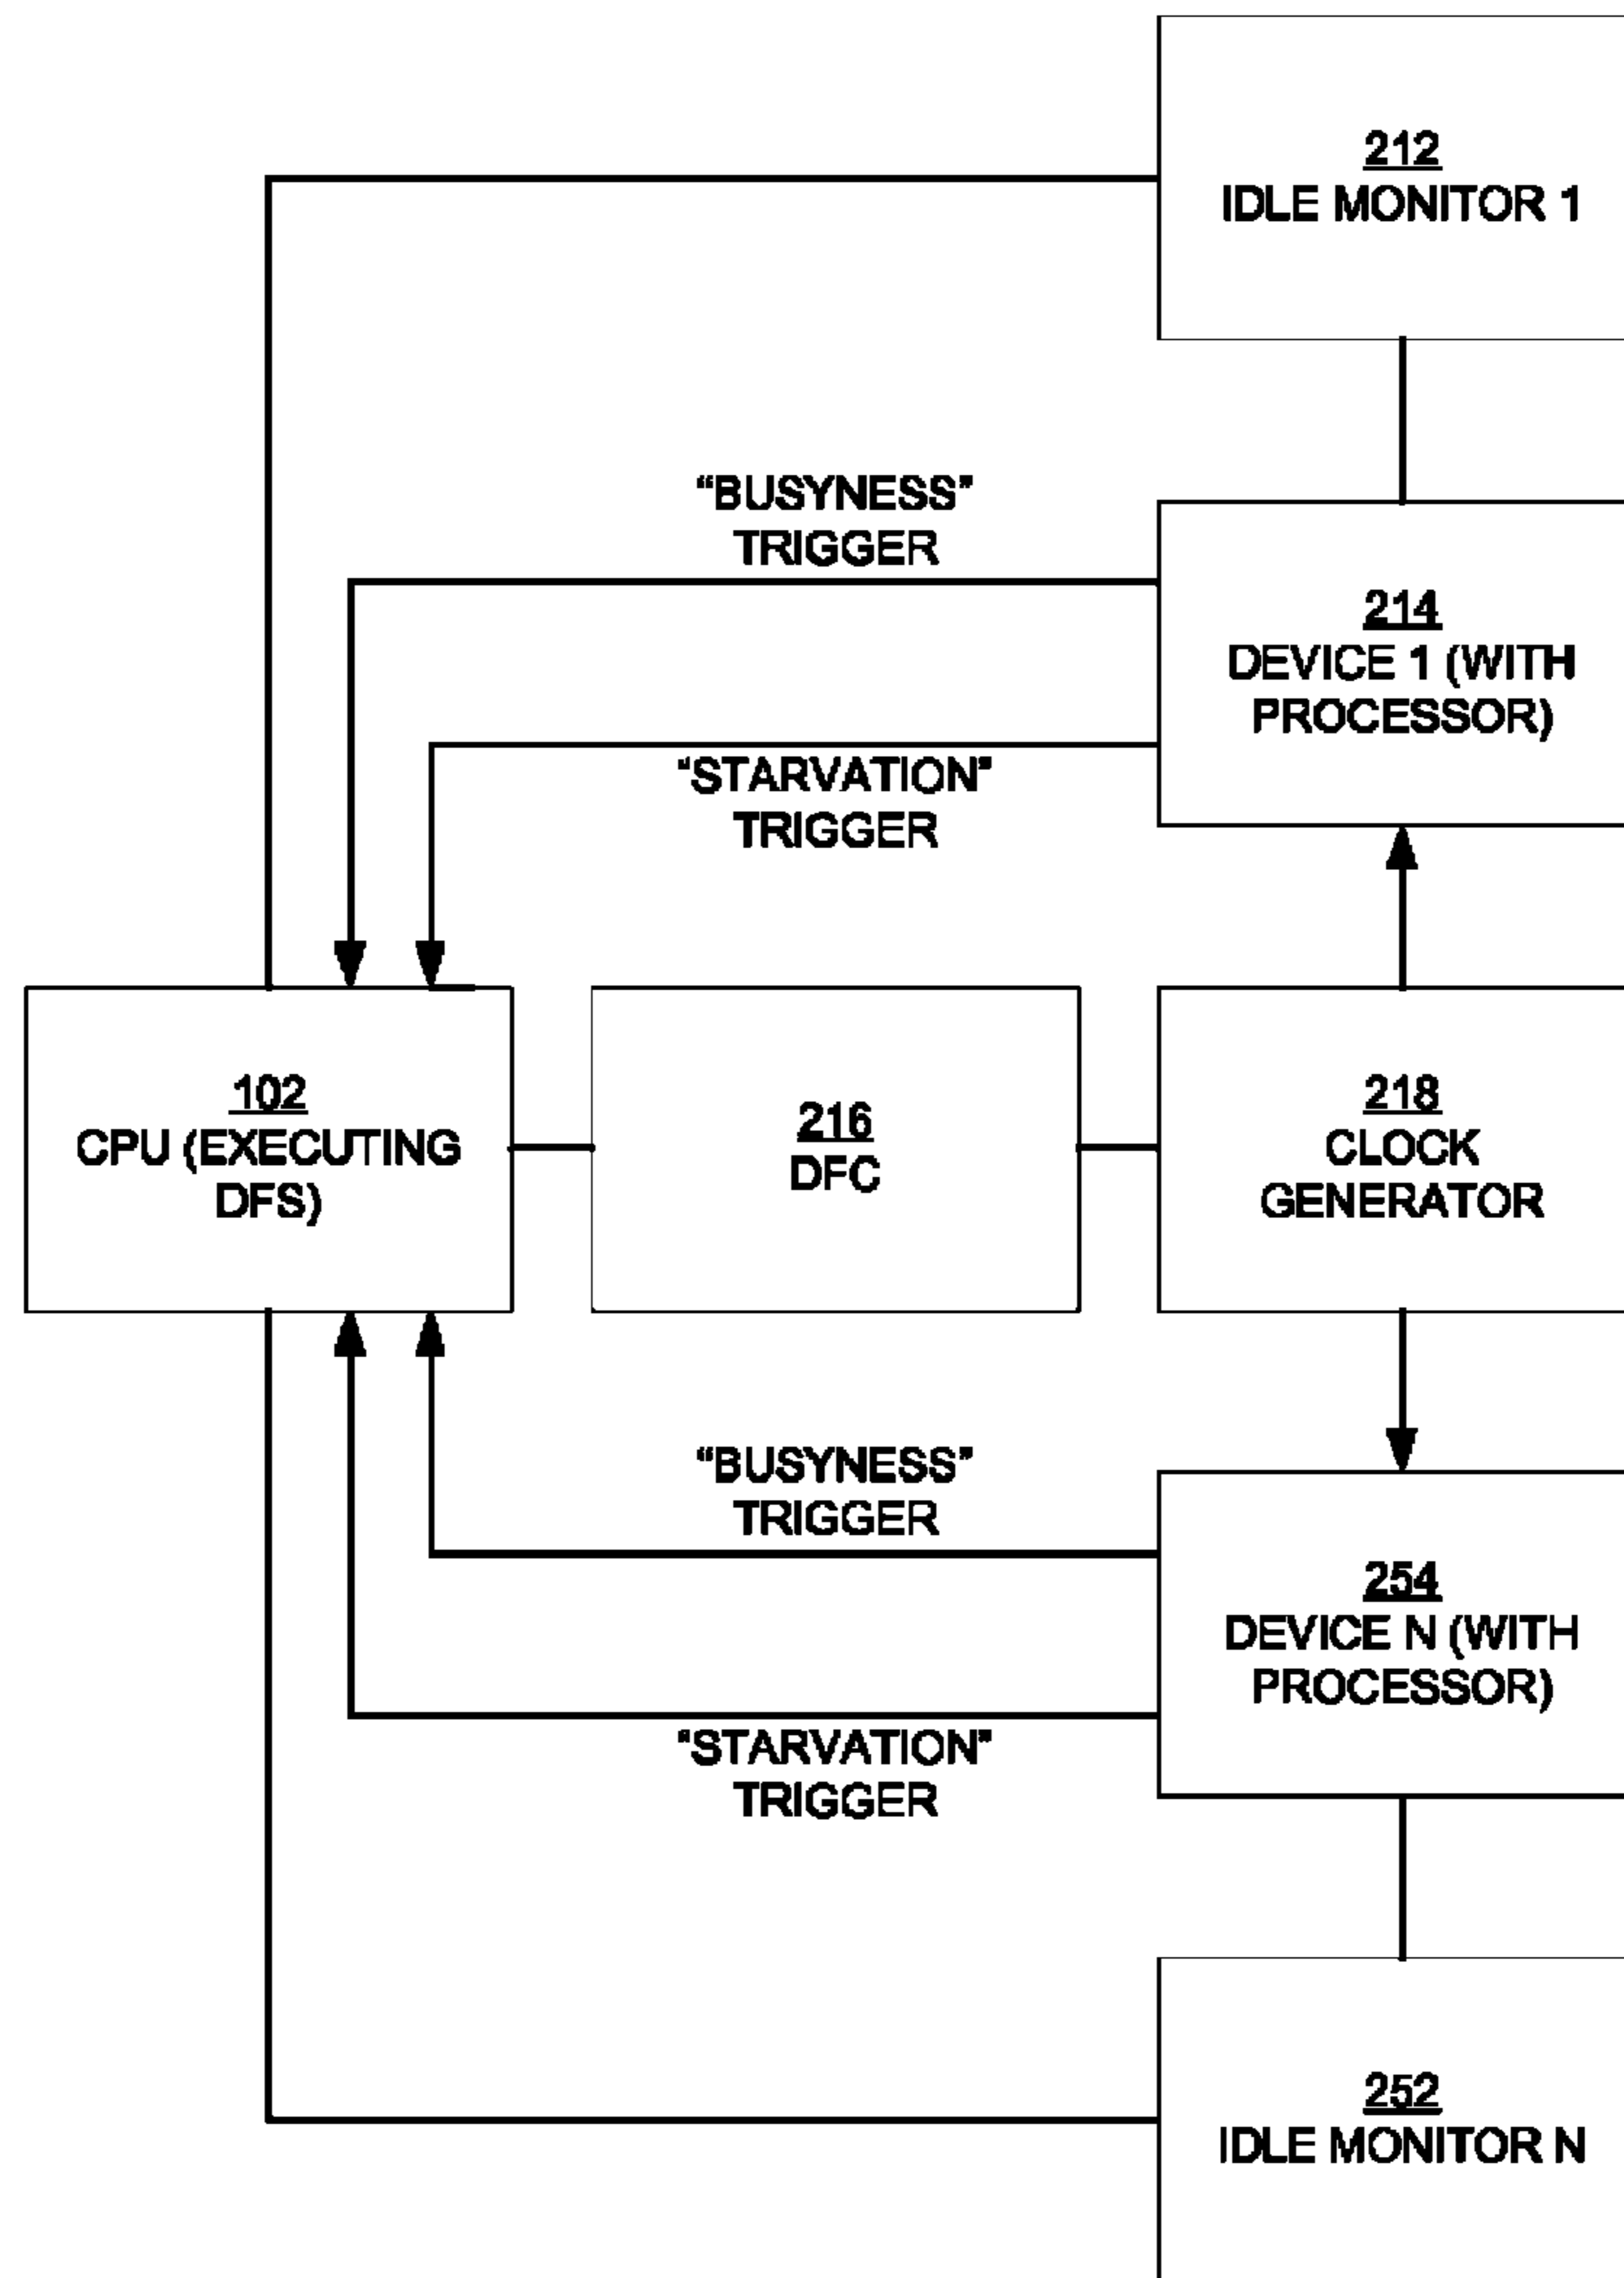 212
IDLE MONITOR 1
“BUSYNESS”
TRIGGER
214
DEVICE 1 (WITH
PROCESSOR)
"STARVATION"
TRIGGER
102
CPU (EXECUTING
DFS)
216
DFC
218
CLOCK
GENERATOR
“BUSYNESS”
TRIGGER
254
DEVICE N (WITH
PROCESSOR)
"STARVATION"
TRIGGER
252
IDLE MONITOR N